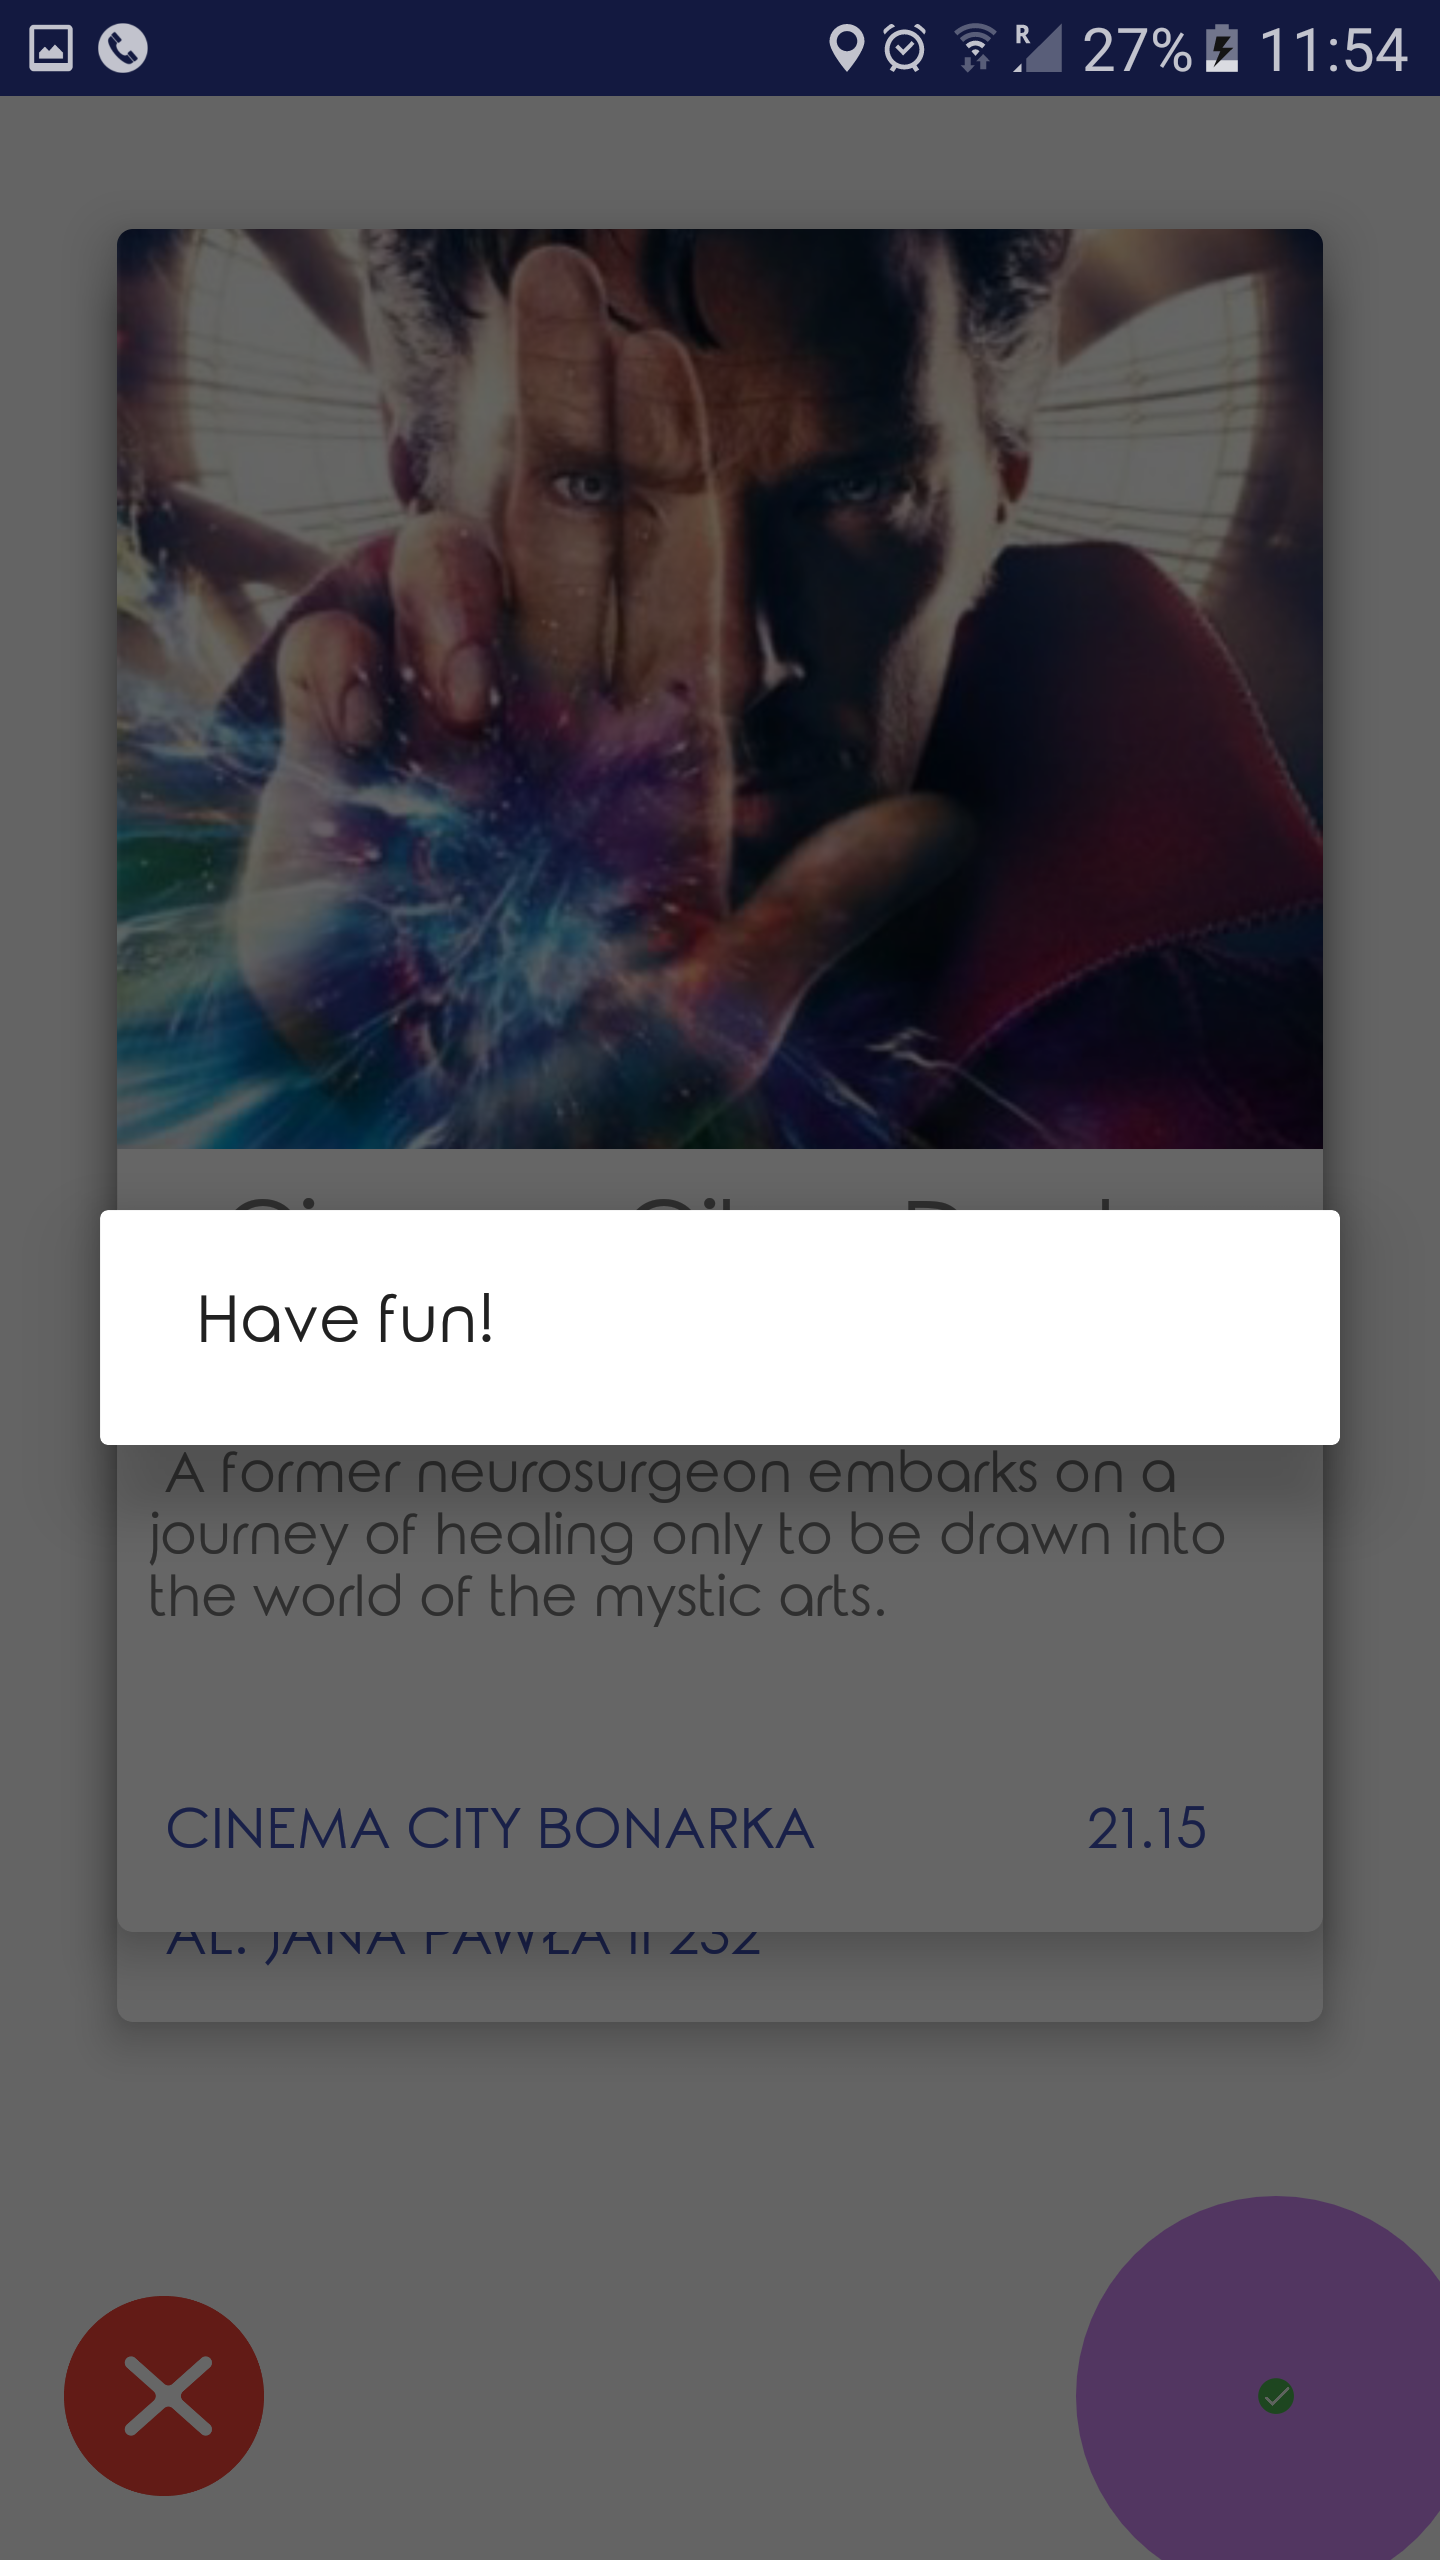 R 27% 11:54
Have fun!
A former neurosurgeon embarks on a
journey of healing only to be drawn into
the world of the mystic arts.
CINEMA CITY BONARKA 21.15
AL. JANA PAWŁA II 232